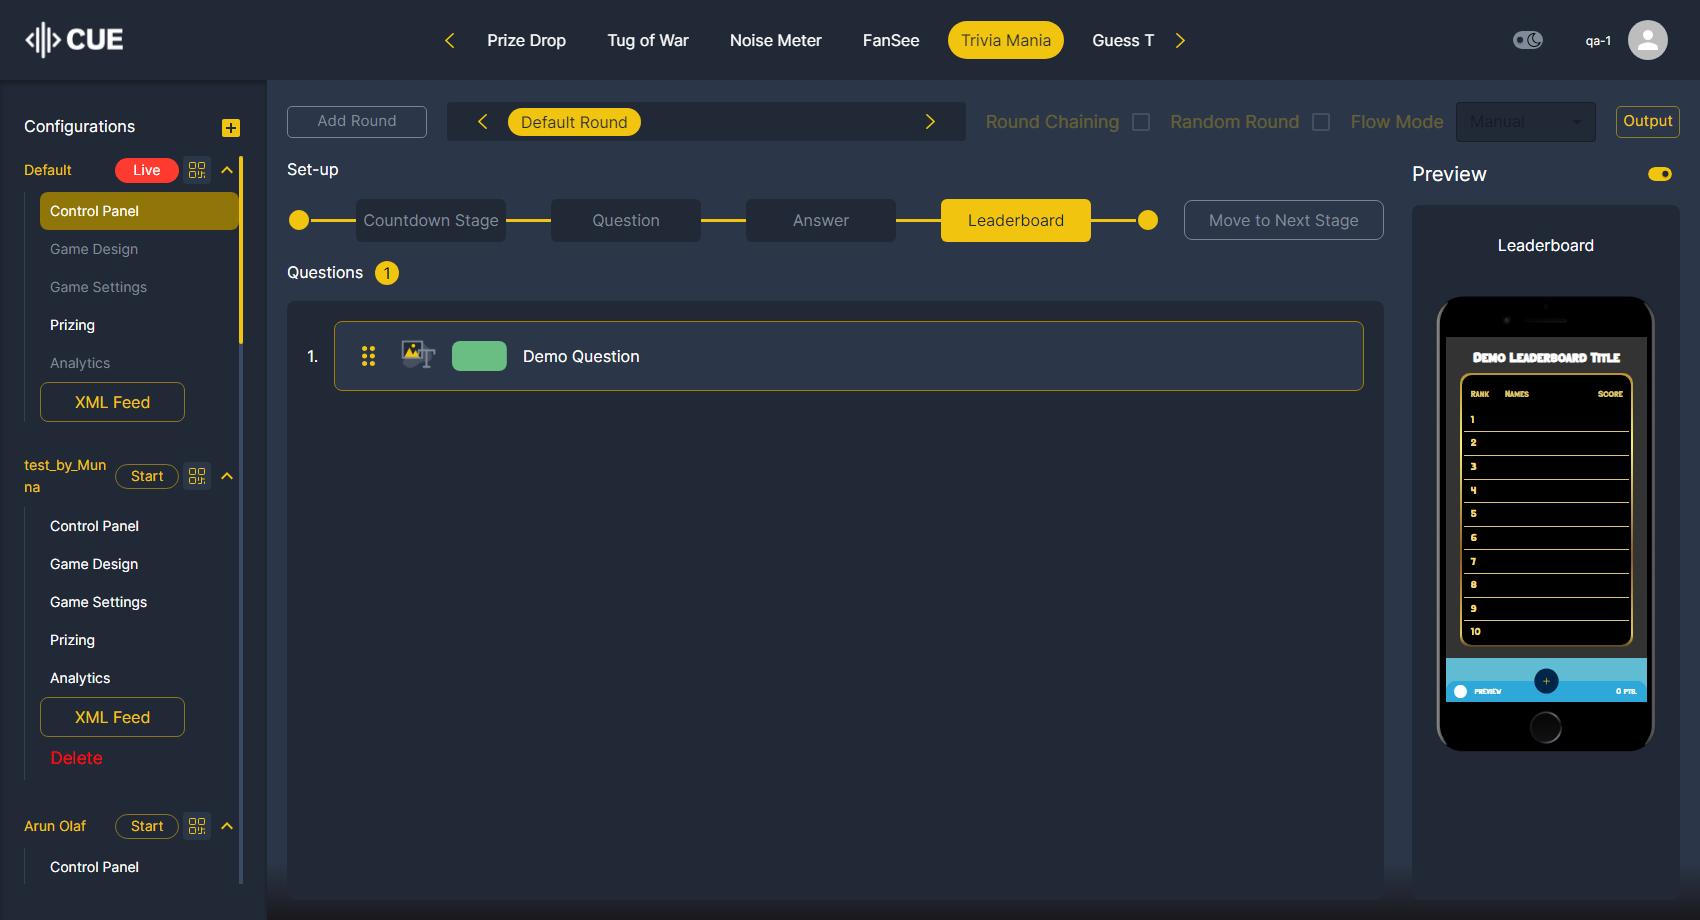 CUE
Prize Drop
Tug of War
Noise Meter
FanSee
Trivia Mania
Guess T
qa-1
Configurations
Default
Live
Control Panel
Game Design
Game Settings
Prizing
Analytics
XML Feed
test_by_Mun
na
Start
Control Panel
Game Design
Game Settings
Prizing
Analytics
XML Feed
Delete
Arun Olaf
Start
Control Panel
Add Round
Default Round
Round Chaining
Random Round
Flow Mode
Manual
Output
Set-up
Countdown Stage
Question
Answer
Leaderboard
Move to Next Stage
Questions
1
1.
T
Demo Question
Preview
Leaderboard
Demo Leaderboard Title
Rank Names Score
1
2
3
4
5
6
7
8
9
10
PREVIEW
0 PTS.